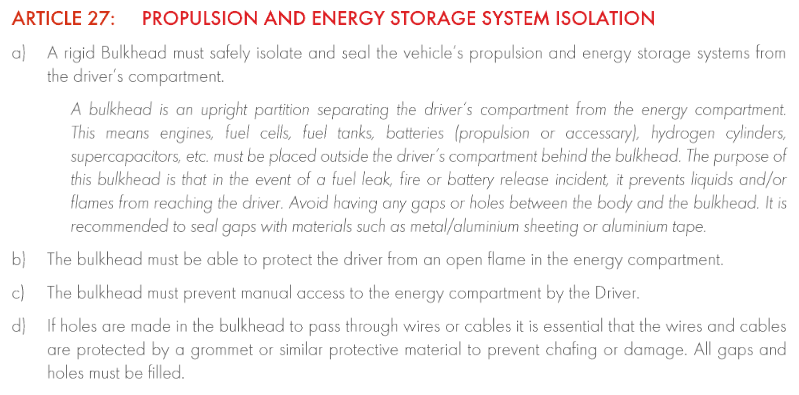 ARTICLE 27: PROPULSION AND ENERGY STORAGE SYSTEM ISOLATION
a) A rigid Bulkhead must safely isolate and seal the vehicle's propulsion and energy storage systems from
the driver's compartment.
A bulkhead is an upright partition separating the driver's compartment from the energy compartment.
This means engines, fuel cells, fuel tanks, batteries (propulsion or accessary), hydrogen cylinders,
supercapacitors, etc. must be placed outside the driver's compartment behind the bulkhead. The purpose of
this bulkhead is that in the event of a fuel leak, fire or battery release incident, it prevents liquids and/or
flames from reaching the driver. Avoid having any gaps or holes between the body and the bulkhead. It is
recommended to seal gaps with materials such as metal/aluminium sheeting or aluminium tape.
b) The bulkhead must be able to protect the driver from an open flame in the energy compartment.
c) The bulkhead must prevent manual access to the energy compartment by the Driver.
d) If holes are made in the bulkhead to pass through wires or cables it is essential that the wires and cables
are protected by a grommet or similar protective material to prevent chafing or damage. All gaps and
holes must be filled.